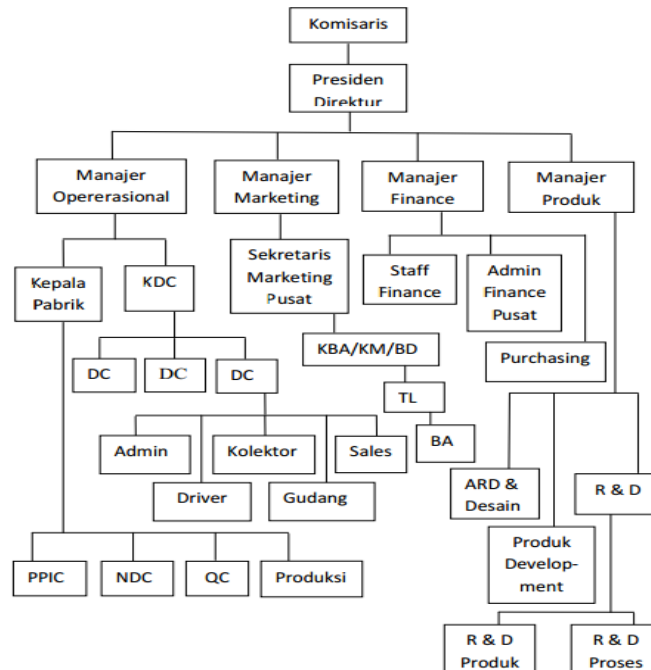 Komisaris
Presiden
Direktur
Manajer
Opererasional
Manajer
Marketing
Manajer
Finance
Manajer
Produk
Kepala
Pabrik
KDC
Sekretaris
Marketing
Pusat
Staff
Finance
Admin
Finance
Pusat
KBA/KM/BD
Purchasing
DC
DC
DC
TL
BA
Admin
Kolektor
Sales
Driver
Gudang
ARD &
Desain
R & D
Produk
Develop-
ment
PPIC
NDC
QC
Produksi
R & D
Produk
R & D
Proses